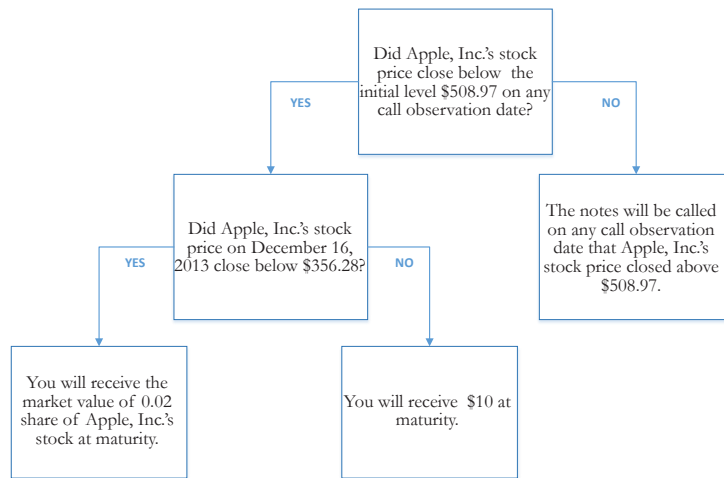 Did Apple, Inc.'s stock
price close below the
initial level $508.97 on any
call observation date?
YES
NO
Did Apple, Inc.'s stock
price on December 16,
2013 close below $356.28?
The notes will be called
on any call observation
date that Apple, Inc.'s
stock price closed above
$508.97.
YES
NO
You will receive the
market value of 0.02
share of Apple, Inc.'s
stock at maturity.
You will receive $10 at
maturity.